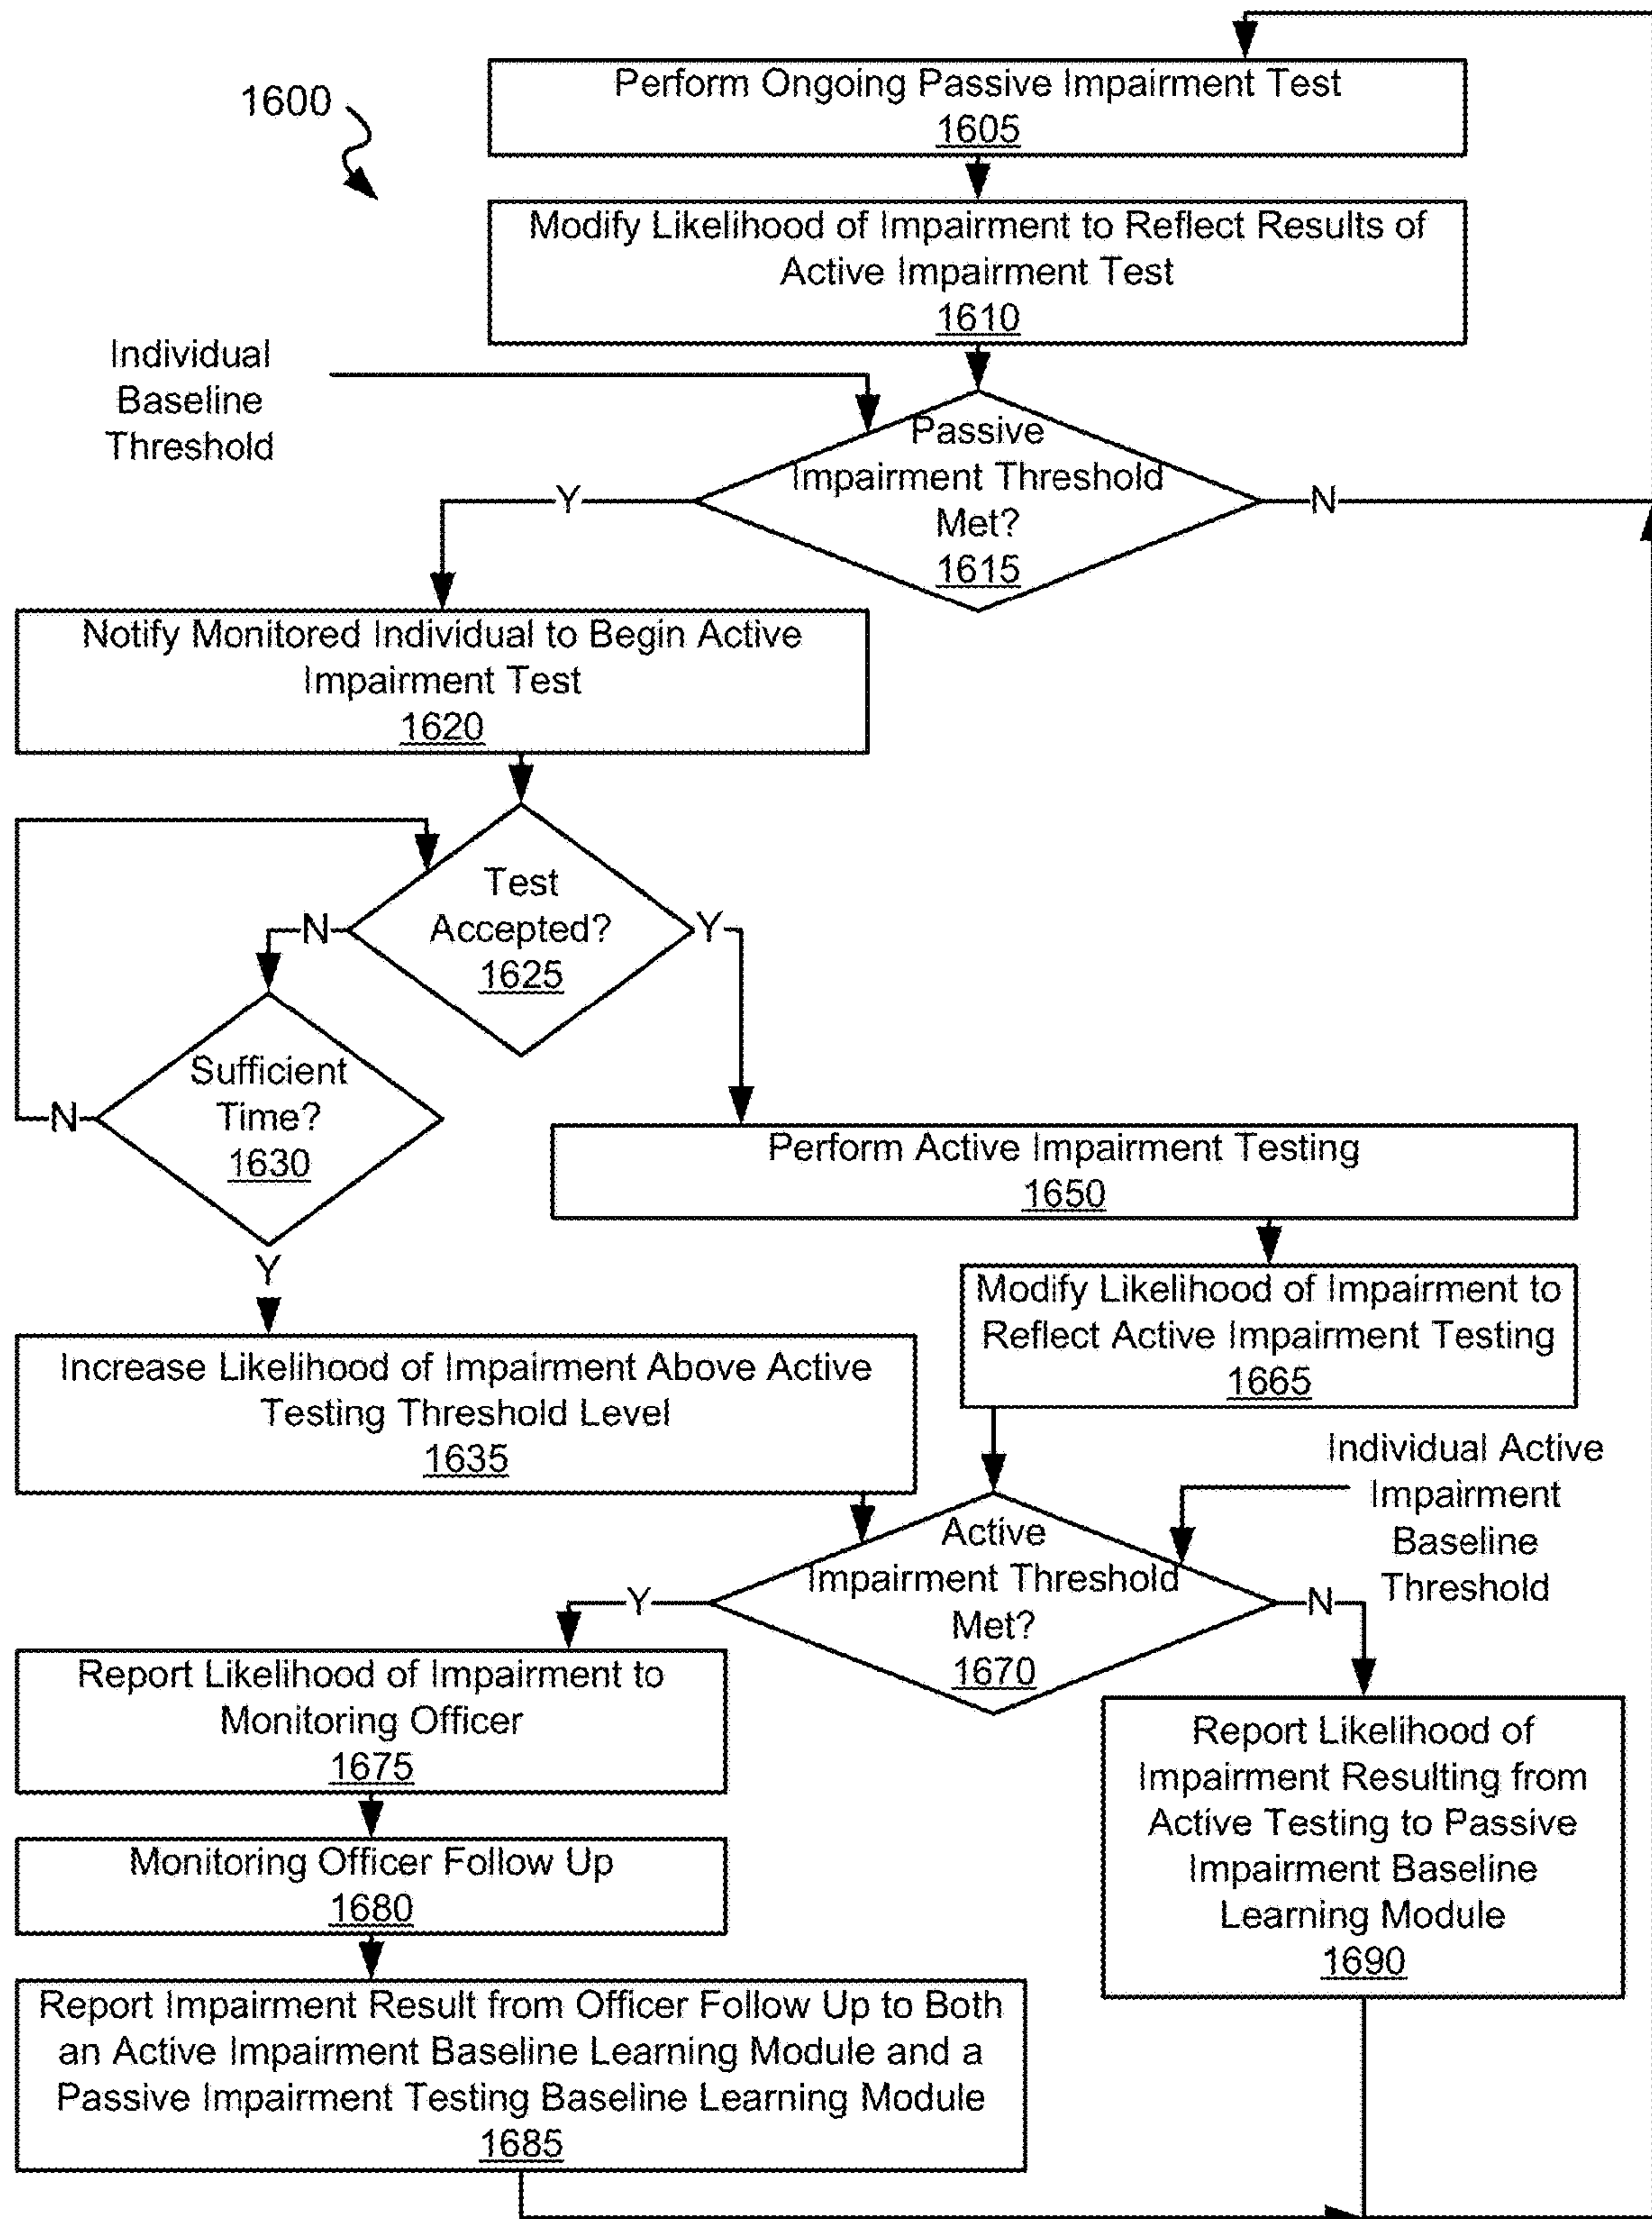 1600
Perform Ongoing Passive Impairment Test
1605
Modify Likelihood of Impairment to Reflect Results of
Active Impairment Test
1610
Individual
Baseline
Threshold
Passive
Impairment Threshold
Met?
1615
Y
N
Notify Monitored Individual to Begin Active
Impairment Test
1620
Test
Accepted?
1625
N
Y
Sufficient
Time?
1630
N
Y
Perform Active Impairment Testing
1650
Modify Likelihood of Impairment to
Reflect Active Impairment Testing
1665
Increase Likelihood of Impairment Above Active
Testing Threshold Level
1635
Individual Active
Impairment
Baseline
Threshold
Active
Impairment Threshold
Met?
1670
Y
N
Report Likelihood of Impairment to
Monitoring Officer
1675
Monitoring Officer Follow Up
1680
Report Impairment Result from Officer Follow Up to Both
an Active Impairment Baseline Learning Module and a
Passive Impairment Testing Baseline Learning Module
1685
Report Likelihood of
Impairment Resulting from
Active Testing to Passive
Impairment Baseline
Learning Module
1690